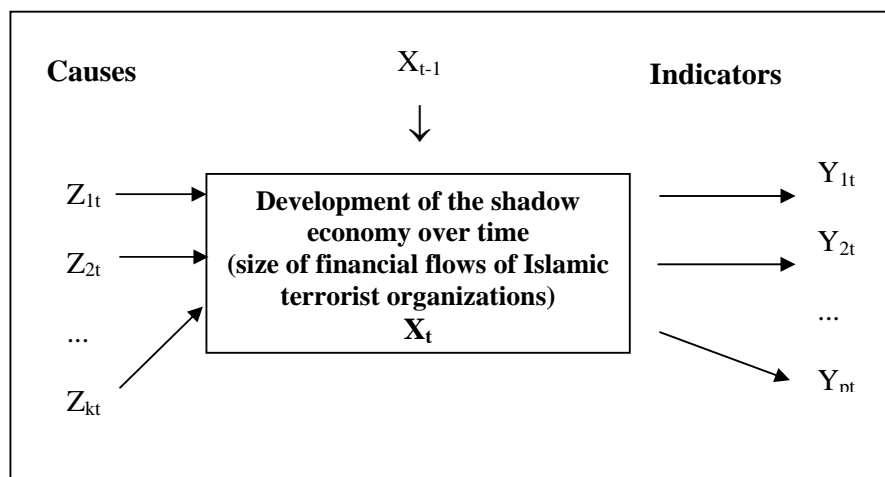 Causes
X_{t-1}
Indicators
↓
Z_{1t}
Z_{2t}
...
Z_{kt}
Development of the shadow
economy over time
(size of financial flows of Islamic
terrorist organizations)
X_t
Y_{1t}
Y_{2t}
...
Y_{pt}